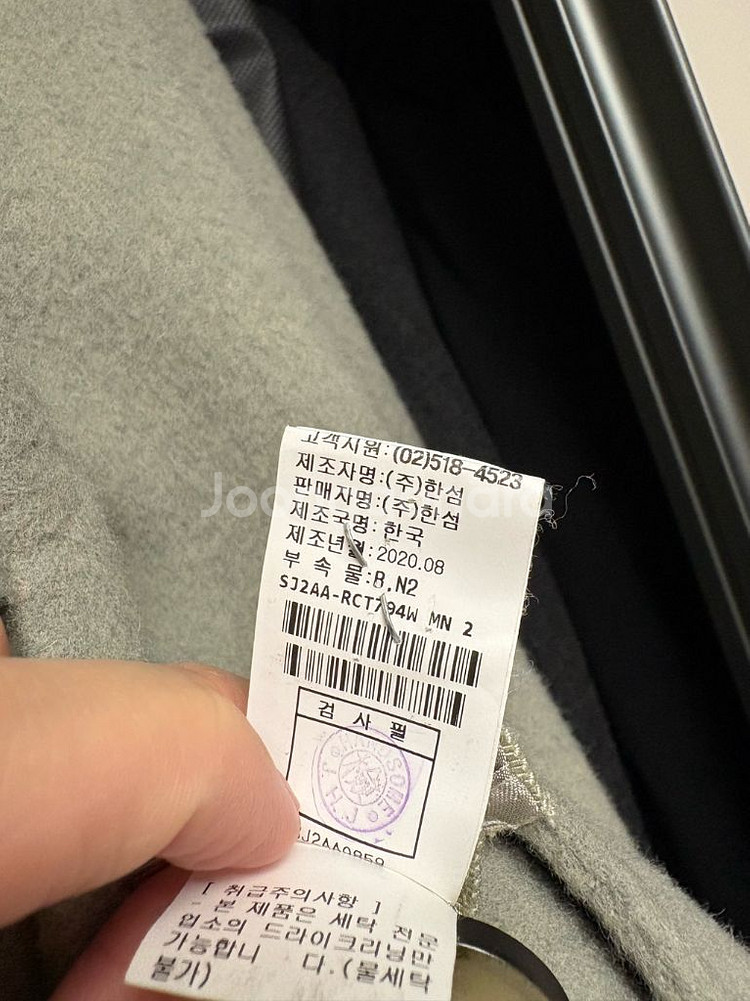 고객지원:(02)518-4523
제조자명:(주)한섬
판매자명:(주)한섬
제조국명: 한국
제조년월:2020.08
부 속 물:B.N2
SJ2AA-RCT794W MN 2
검 사 필
HANDSOME
SJ2AA0859
[ 취급주의사항 ]
- 본 제품은 세탁 전문
업소의 드라이크리닝만
가능합니 다.(물세탁
불가)